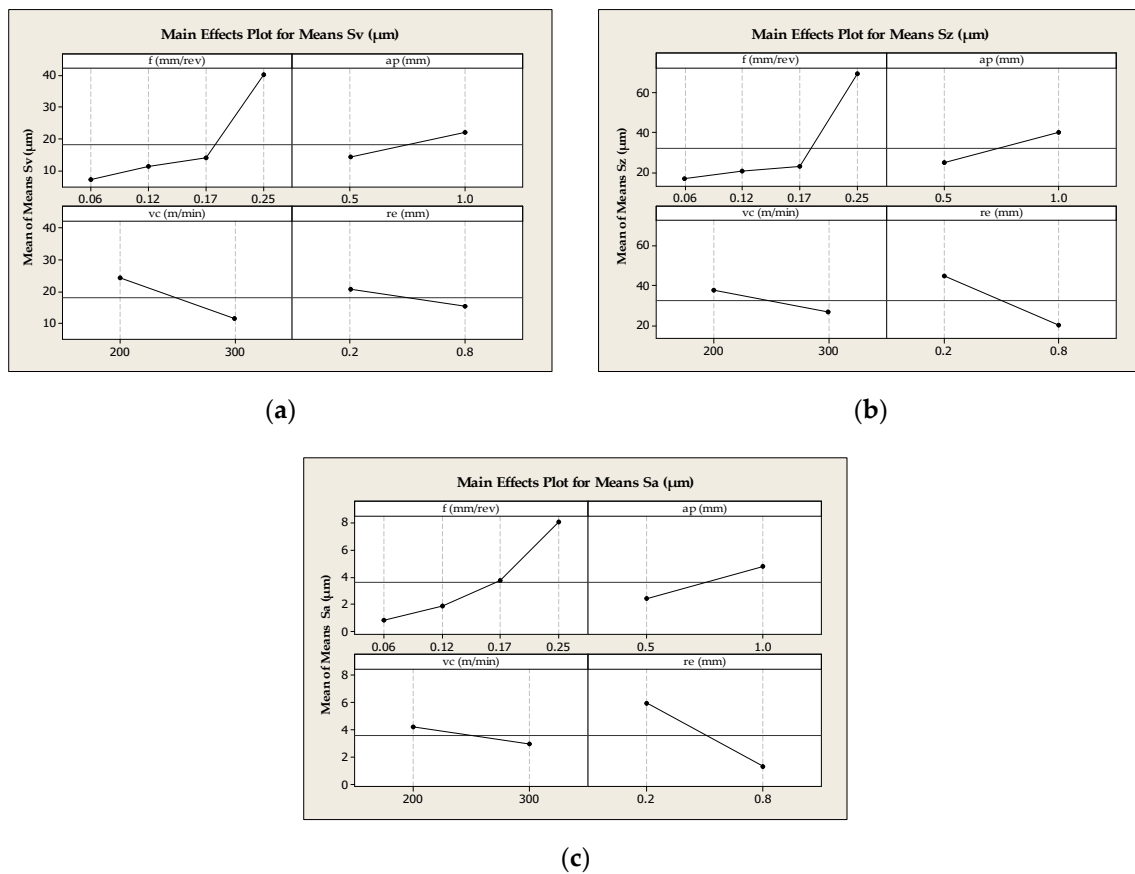 Main Effects Plot for Means Sv (µm)
f (mm/rev) ap (mm)
40
30
20
10
0.06 0.12 0.17 0.25 0.5 1.0
vc (m/min) re (mm)
40
30
20
10
200 300 0.2 0.8
Mean of Means Sv (µm)
(a)
Main Effects Plot for Means Sz (µm)
f (mm/rev) ap (mm)
60
40
20
0.06 0.12 0.17 0.25 0.5 1.0
vc (m/min) re (mm)
60
40
20
200 300 0.2 0.8
Mean of Means Sz (µm)
(b)
Main Effects Plot for Means Sa (µm)
f (mm/rev) ap (mm)
8
6
4
2
0
0.06 0.12 0.17 0.25 0.5 1.0
vc (m/min) re (mm)
8
6
4
2
0
200 300 0.2 0.8
Mean of Means Sa (µm)
(c)